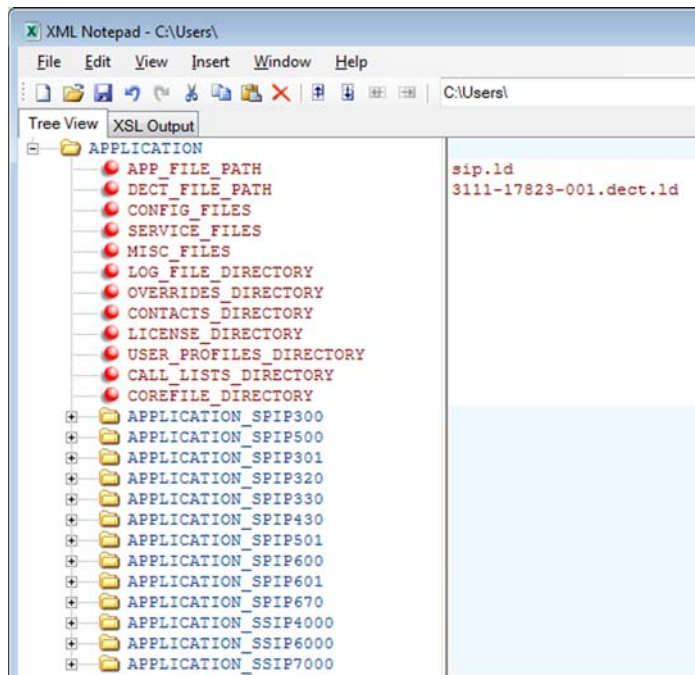 XML Notepad - C:\Users\
File Edit View Insert Window Help
C:\Users\
Tree View XSL Output
APPLICATION
APP_FILE_PATH sip.ld
DECT_FILE_PATH 3111-17823-001.dect.ld
CONFIG_FILES
SERVICE_FILES
MISC_FILES
LOG_FILE_DIRECTORY
OVERRIDES_DIRECTORY
CONTACTS_DIRECTORY
LICENSE_DIRECTORY
USER_PROFILES_DIRECTORY
CALL_LISTS_DIRECTORY
COREFILE_DIRECTORY
APPLICATION_SPIP300
APPLICATION_SPIP500
APPLICATION_SPIP301
APPLICATION_SPIP320
APPLICATION_SPIP330
APPLICATION_SPIP430
APPLICATION_SPIP501
APPLICATION_SPIP600
APPLICATION_SPIP601
APPLICATION_SPIP670
APPLICATION_SSIP4000
APPLICATION_SSIP6000
APPLICATION_SSIP7000